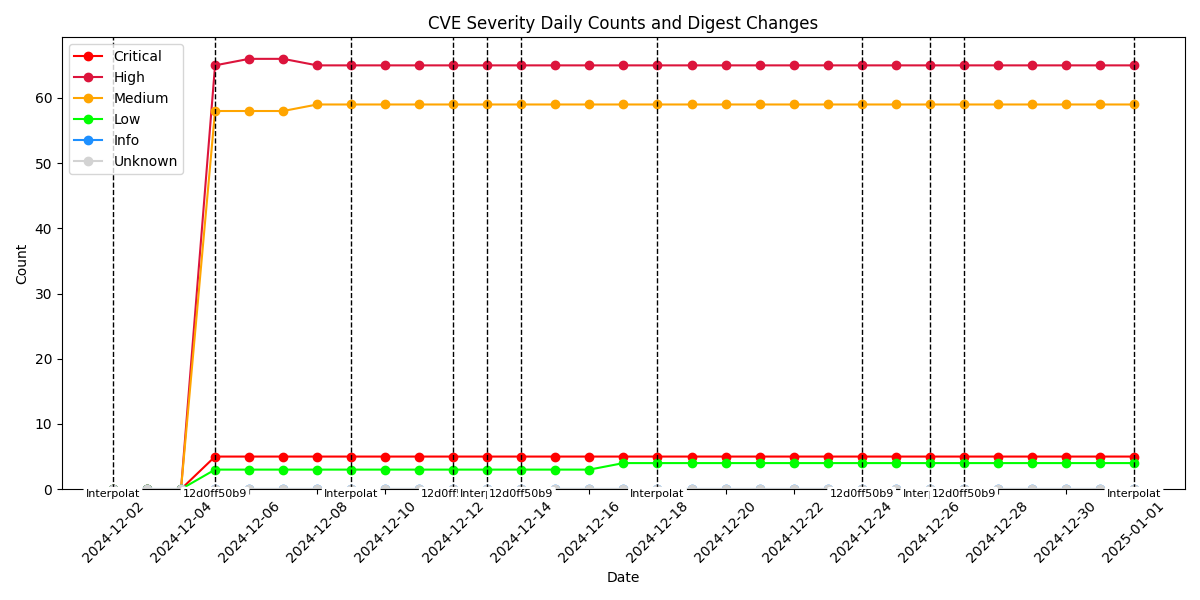 CVE Severity Daily Counts and Digest Changes
Critical
High
Medium
Low
Info
Unknown
Count
60
50
40
30
20
10
0
Interpolat
12d0ff50b9
Interpolat
12d0ff
Inter
12d0ff50b9
Interpolat
12d0ff50b9
Inter
12d0ff50b9
Interpolat
2024-12-02
2024-12-04
2024-12-06
2024-12-08
2024-12-10
2024-12-12
2024-12-14
2024-12-16
2024-12-18
2024-12-20
2024-12-22
2024-12-24
2024-12-26
2024-12-28
2024-12-30
2025-01-01
Date